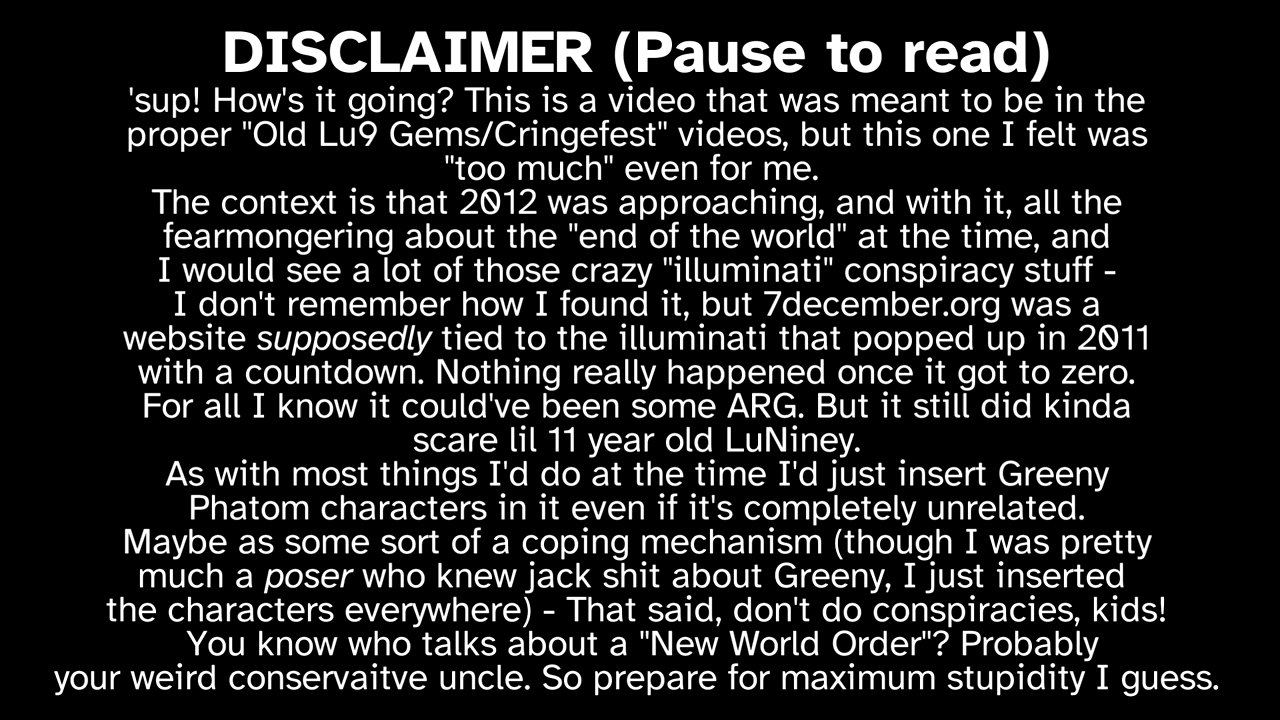 DISCLAIMER (Pause to read)
'sup! How's it going? This is a video that was meant to be in the
proper "Old Lu9 Gems/Cringefest" videos, but this one I felt was
"too much" even for me.
The context is that 2012 was approaching, and with it, all the
fearmongering about the "end of the world" at the time, and
I would see a lot of those crazy "illuminati" conspiracy stuff -
I don't remember how I found it, but 7december.org was a
website supposedly tied to the illuminati that popped up in 2011
with a countdown. Nothing really happened once it got to zero.
For all I know it could've been some ARG. But it still did kinda
scare lil 11 year old LuNiney.
As with most things I'd do at the time I'd just insert Greeny
Phatom characters in it even if it's completely unrelated.
Maybe as some sort of a coping mechanism (though I was pretty
much a poser who knew jack shit about Greeny, I just inserted
the characters everywhere) - That said, don't do conspiracies, kids!
You know who talks about a "New World Order"? Probably
your weird conservaitve uncle. So prepare for maximum stupidity I guess.